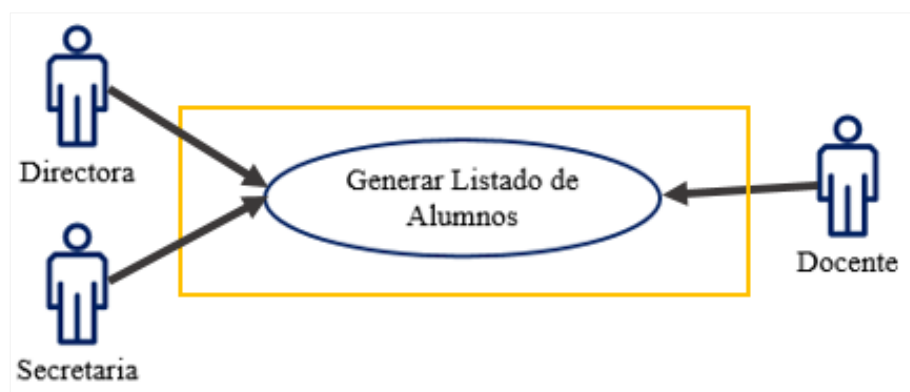 Directora
Generar Listado de
Alumnos
Docente
Secretaria